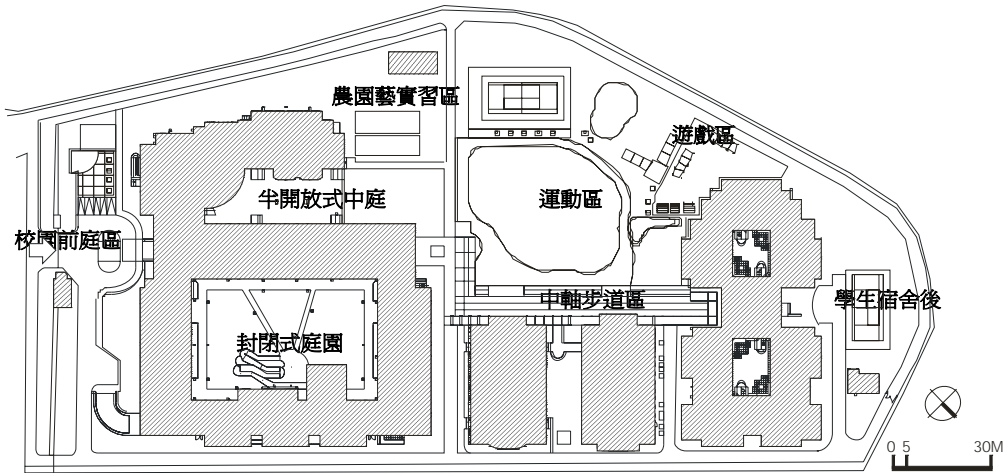 農園藝實習區
遊戲區
半開放式中庭
運動區
校園前庭區
中軸步道區
學生宿舍後
封閉式庭園
0 5 30M